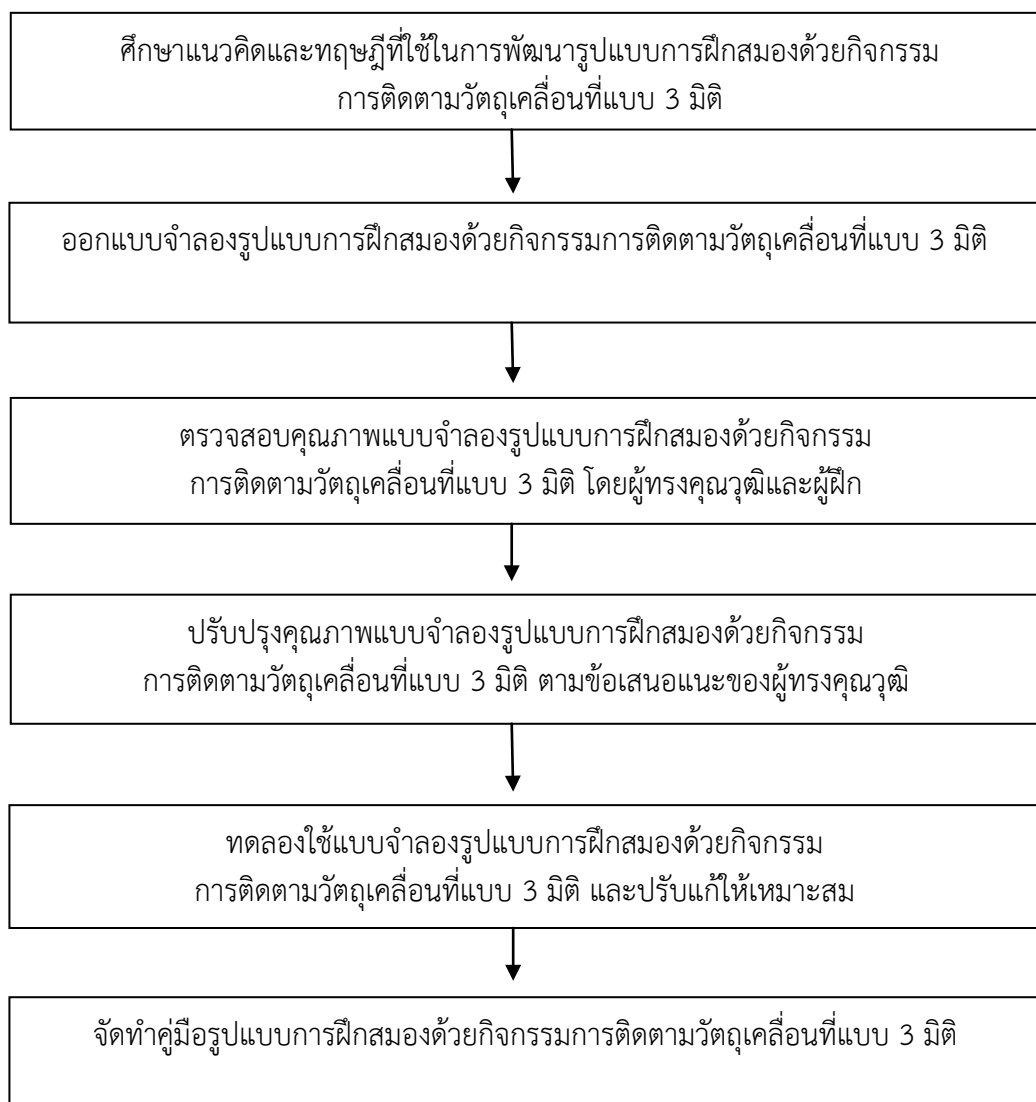 ศึกษาแนวคิดและทฤษฎีที่ใช้ในการพัฒนารูปแบบการฝึกสมองด้วยกิจกรรม
การติดตามวัตถุเคลื่อนที่แบบ 3 มิติ
ออกแบบจำลองรูปแบบการฝึกสมองด้วยกิจกรรมการติดตามวัตถุเคลื่อนที่แบบ 3 มิติ
ตรวจสอบคุณภาพแบบจำลองรูปแบบการฝึกสมองด้วยกิจกรรม
การติดตามวัตถุเคลื่อนที่แบบ 3 มิติ โดยผู้ทรงคุณวุฒิและผู้ฝึก
ปรับปรุงคุณภาพแบบจำลองรูปแบบการฝึกสมองด้วยกิจกรรม
การติดตามวัตถุเคลื่อนที่แบบ 3 มิติ ตามข้อเสนอแนะของผู้ทรงคุณวุฒิ
ทดลองใช้แบบจำลองรูปแบบการฝึกสมองด้วยกิจกรรม
การติดตามวัตถุเคลื่อนที่แบบ 3 มิติ และปรับแก้ให้เหมาะสม
จัดทำคู่มือรูปแบบการฝึกสมองด้วยกิจกรรมการติดตามวัตถุเคลื่อนที่แบบ 3 มิติ